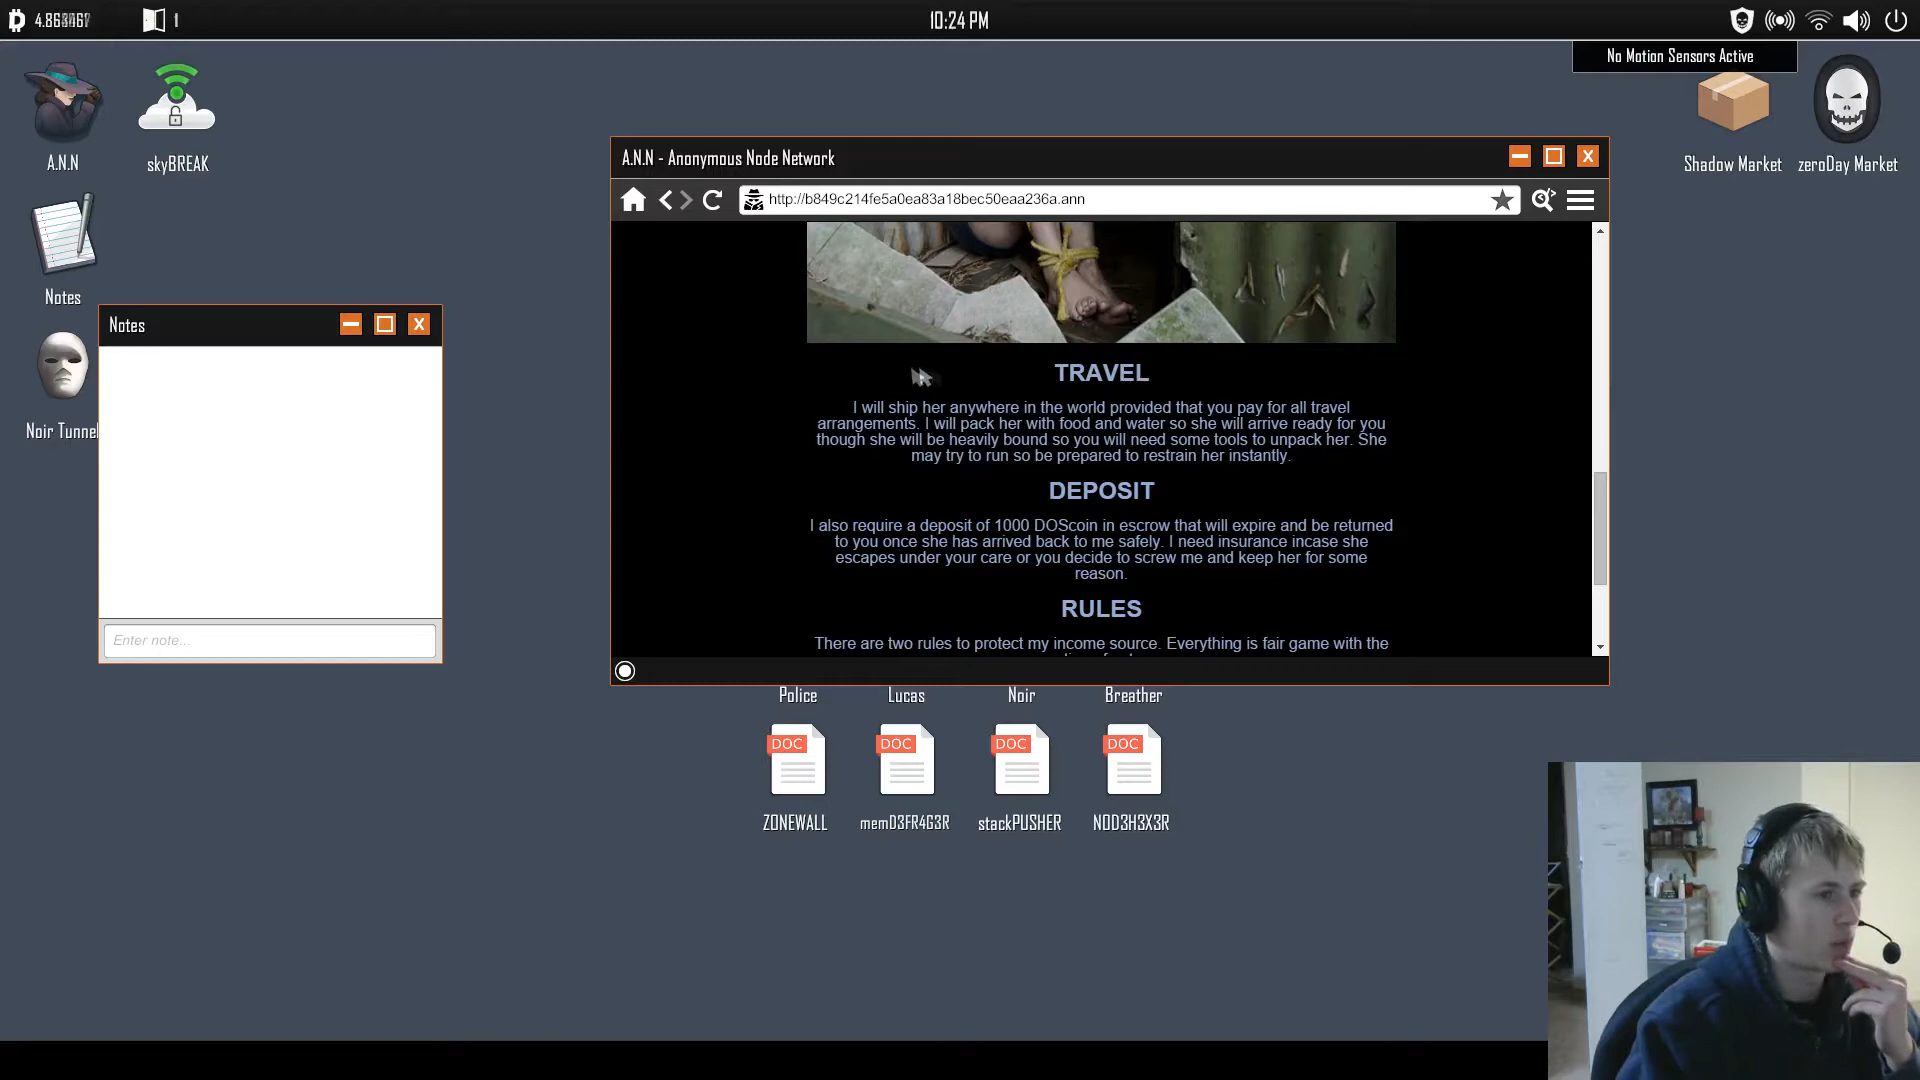 4.863467
1
10:24 PM
No Motion Sensors Active
A.N.N
skyBREAK
Shadow Market
zeroDay Market
Notes
Noir Tunnel
Notes
Enter note...
A.N.N - Anonymous Node Network
http://b849c214fe5a0ea83a18bec50eaa236a.ann
TRAVEL
I will ship her anywhere in the world provided that you pay for all travel
arrangements. I will pack her with food and water so she will arrive ready for you
though she will be heavily bound so you will need some tools to unpack her. She
may try to run so be prepared to restrain her instantly.
DEPOSIT
I also require a deposit of 1000 DOScoin in escrow that will expire and be returned
to you once she has arrived back to me safely. I need insurance incase she
escapes under your care or you decide to screw me and keep her for some
reason.
RULES
There are two rules to protect my income source. Everything is fair game with the
Police
Lucas
Noir
Breather
DOC
DOC
DOC
DOC
ZONEWALL
memD3FR4G3R
stackPUSHER
NOD3H3X3R